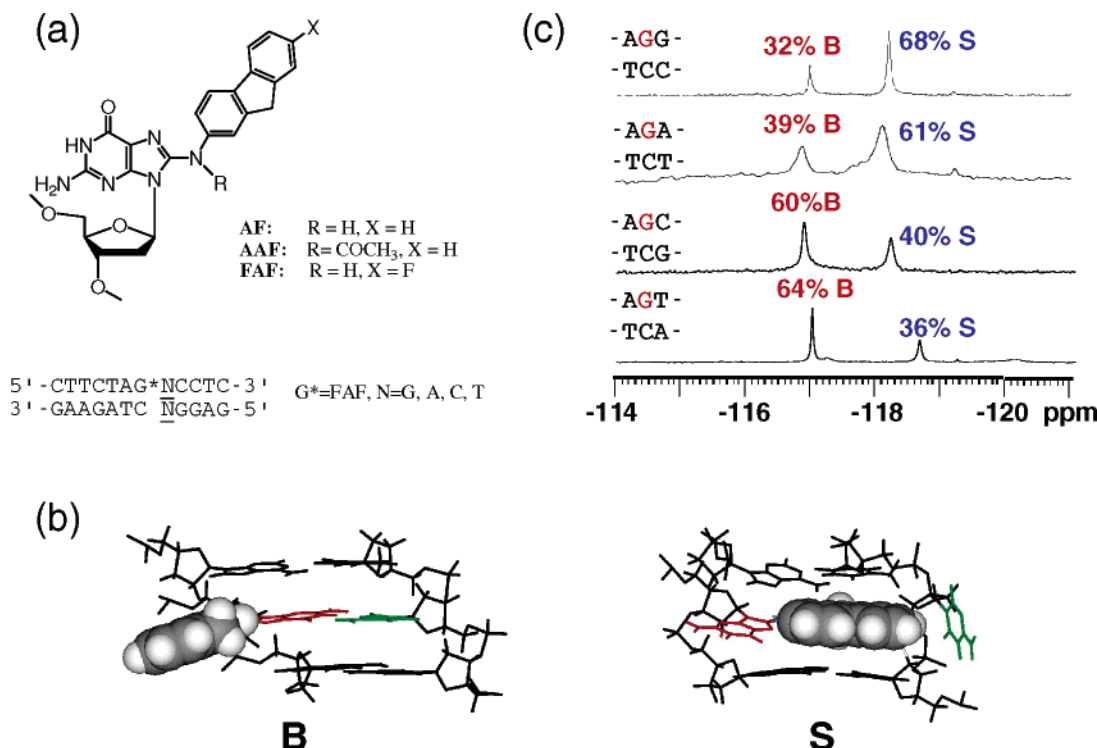 (a)
X
O
N
HN
N
H₂N
N
N
N
R
O
O
O
AF: R = H, X = H
AAF: R= COCH₃, X = H
FAF: R = H, X = F
5'-CTTCTAG*NCCTC-3'
3'-GAAGATC NGGAG-5'
G*=FAF, N=G, A, C, T
(c)
-AGG-
-TCC-
32% B
68% S
-AGA-
-TCT-
39% B
61% S
-AGC-
-TCG-
60%B
40% S
-AGT-
-TCA-
64% B
36% S
-114 -116 -118 -120 ppm
(b)
B
S